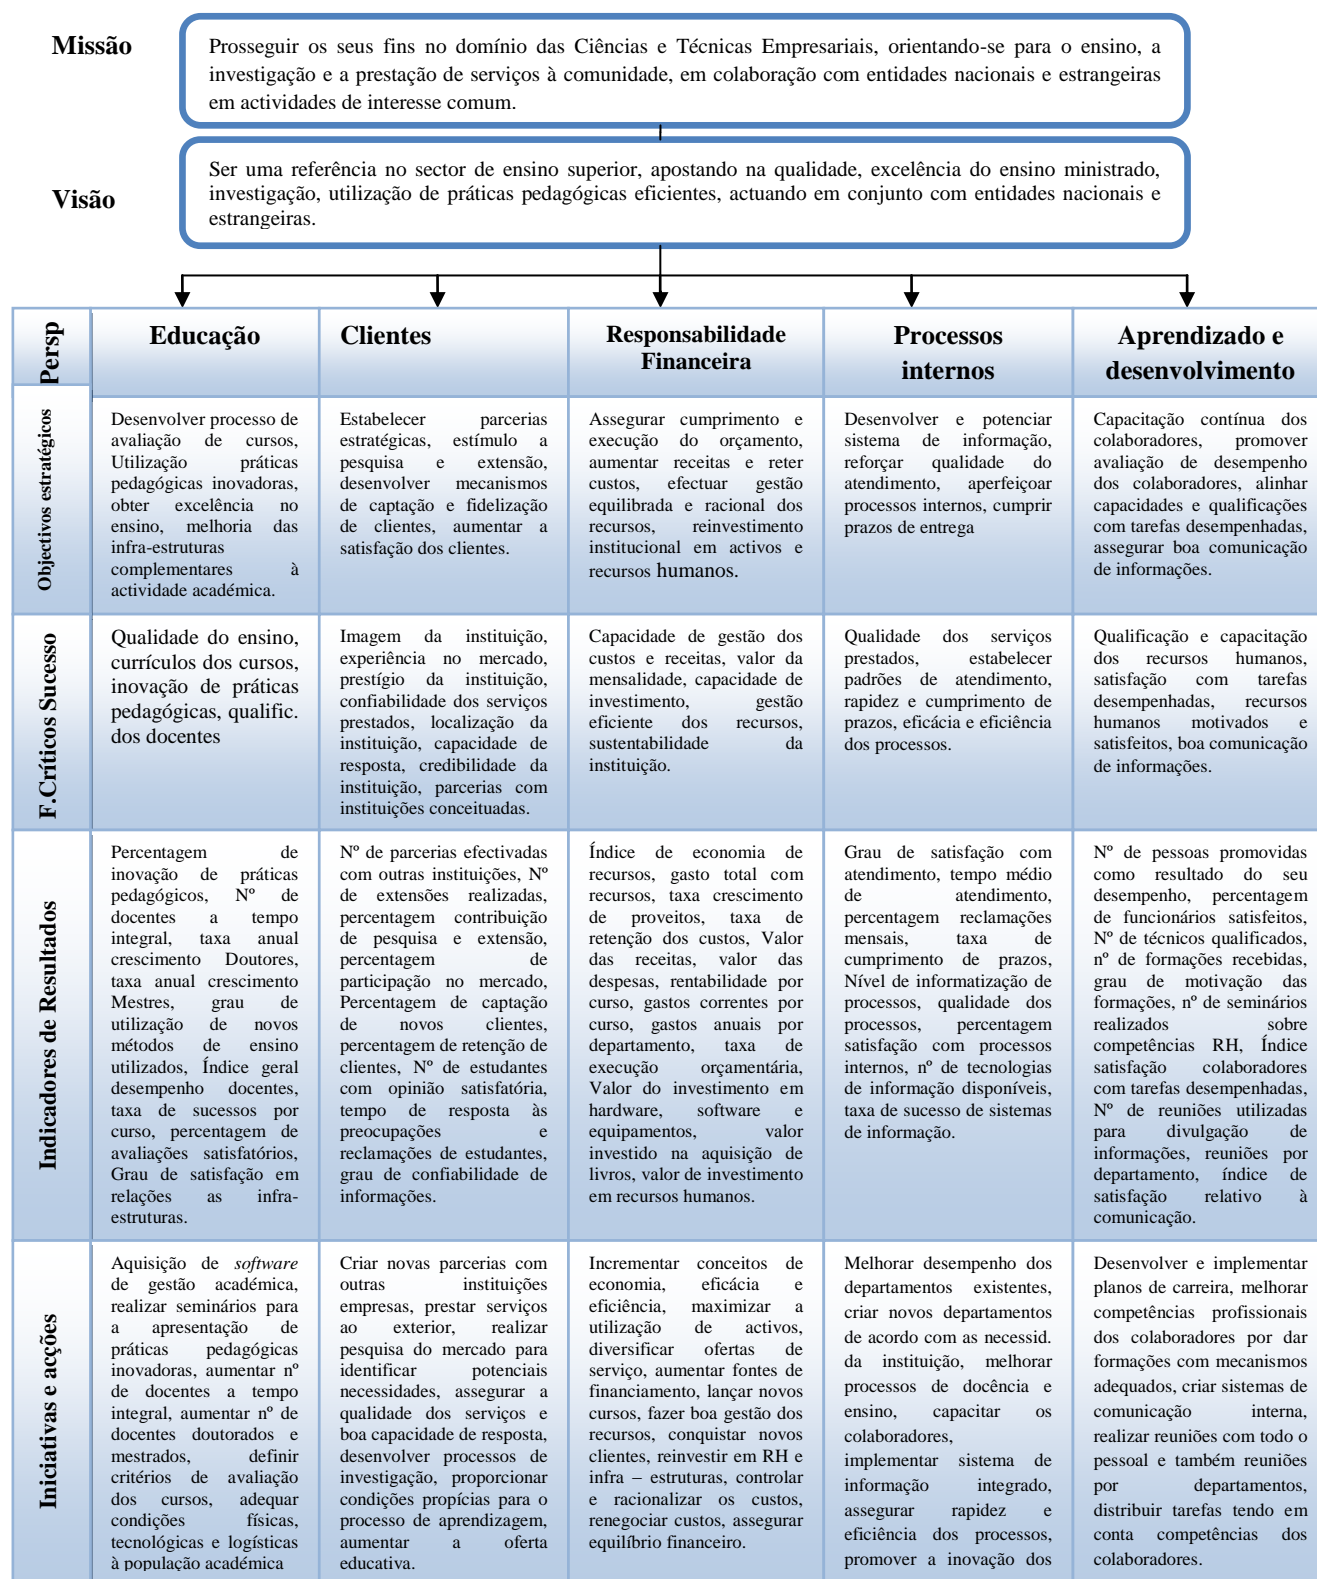 Missão
Prosseguir os seus fins no domínio das Ciências e Técnicas Empresariais, orientando-se para o ensino, a
investigação e a prestação de serviços à comunidade, em colaboração com entidades nacionais e estrangeiras
em actividades de interesse comum.
Visão
Ser uma referência no sector de ensino superior, apostando na qualidade, excelência do ensino ministrado,
investigação, utilização de práticas pedagógicas eficientes, actuando em conjunto com entidades nacionais e
estrangeiras.
Persp
Educação
Clientes
Responsabilidade
Financeira
Processos
internos
Aprendizado e
desenvolvimento
Objectivos estratégicos
Desenvolver processo de
avaliação de cursos,
Utilização práticas
pedagógicas inovadoras,
obter excelência no
ensino, melhoria das
infra-estruturas
complementares à
actividade académica.
Estabelecer parcerias
estratégicas, estímulo a
pesquisa e extensão,
desenvolver mecanismos
de captação e fidelização
de clientes, aumentar a
satisfação dos clientes.
Assegurar cumprimento e
execução do orçamento,
aumentar receitas e reter
custos, efectuar gestão
equilibrada e racional dos
recursos, reinvestimento
institucional em activos e
recursos humanos.
Desenvolver e potenciar
sistema de informação,
reforçar qualidade do
atendimento, aperfeiçoar
processos internos, cumprir
prazos de entrega
Capacitação contínua dos
colaboradores, promover
avaliação de desempenho
dos colaboradores, alinhar
capacidades e qualificações
com tarefas desempenhadas,
assegurar boa comunicação
de informações.
F.Críticos Sucesso
Qualidade do ensino,
currículos dos cursos,
inovação de práticas
pedagógicas, qualific.
dos docentes
Imagem da instituição,
experiência no mercado,
prestígio da instituição,
confiabilidade dos serviços
prestados, localização da
instituição, capacidade de
resposta, credibilidade da
instituição, parcerias com
instituições conceituadas.
Capacidade de gestão dos
custos e receitas, valor da
mensalidade, capacidade de
investimento, gestão
eficiente dos recursos,
sustentabilidade da
instituição.
Qualidade dos serviços
prestados, estabelecer
padrões de atendimento,
rapidez e cumprimento de
prazos, eficácia e eficiência
dos processos.
Qualificação e capacitação
dos recursos humanos,
satisfação com tarefas
desempenhadas, recursos
humanos motivados e
satisfeitos, boa comunicação
de informações.
Indicadores de Resultados
Percentagem de
inovação de práticas
pedagógicos, Nº de
docentes a tempo
integral, taxa anual
crescimento Doutores,
taxa anual crescimento
Mestres, grau de
utilização de novos
métodos de ensino
utilizados, Índice geral
desempenho docentes,
taxa de sucessos por
curso, percentagem de
avaliações satisfatórios,
Grau de satisfação em
relações as infra-
estruturas.
Nº de parcerias efectivadas
com outras instituições, Nº
de extensões realizadas,
percentagem contribuição
de pesquisa e extensão,
percentagem de
participação no mercado,
Percentagem de captação
de novos clientes,
percentagem de retenção de
clientes, Nº de estudantes
com opinião satisfatória,
tempo de resposta às
preocupações e
reclamações de estudantes,
grau de confiabilidade de
informações.
Índice de economia de
recursos, gasto total com
recursos, taxa crescimento
de proveitos, taxa de
retenção dos custos, Valor
das receitas, valor das
despesas, rentabilidade por
curso, gastos correntes por
curso, gastos anuais por
departamento, taxa de
execução orçamentária,
Valor do investimento em
hardware, software e
equipamentos, valor
investido na aquisição de
livros, valor de investimento
em recursos humanos.
Grau de satisfação com
atendimento, tempo médio
de atendimento,
percentagem reclamações
mensais, taxa de
cumprimento de prazos,
Nível de informatização de
processos, qualidade dos
processos, percentagem
satisfação com processos
internos, nº de tecnologias
de informação disponíveis,
taxa de sucesso de sistemas
de informação.
Nº de pessoas promovidas
como resultado do seu
desempenho, percentagem
de funcionários satisfeitos,
Nº de técnicos qualificados,
nº de formações recebidas,
grau de motivação das
formações, nº de seminários
realizados sobre
competências RH, Índice
satisfação colaboradores
com tarefas desempenhadas,
Nº de reuniões utilizadas
para divulgação de
informações, reuniões por
departamento, índice de
satisfação relativo à
comunicação.
Iniciativas e acções
Aquisição de software
de gestão académica,
realizar seminários para
a apresentação de
práticas pedagógicas
inovadoras, aumentar nº
de docentes a tempo
integral, aumentar nº de
docentes doutorados e
mestrados, definir
critérios de avaliação
dos cursos, adequar
condições físicas,
tecnológicas e logísticas
à população académica
Criar novas parcerias com
outras instituições
empresas, prestar serviços
ao exterior, realizar
pesquisa do mercado para
identificar potenciais
necessidades, assegurar a
qualidade dos serviços e
boa capacidade de resposta,
desenvolver processos de
investigação, proporcionar
condições propícias para o
processo de aprendizagem,
aumentar a oferta
educativa.
Incrementar conceitos de
economia, eficácia e
eficiência, maximizar a
utilização de activos,
diversificar ofertas de
serviço, aumentar fontes de
financiamento, lançar novos
cursos, fazer boa gestão dos
recursos, conquistar novos
clientes, reinvestir em RH e
infra – estruturas, controlar
e racionalizar os custos,
renegociar custos, assegurar
equilíbrio financeiro.
Melhorar desempenho dos
departamentos existentes,
criar novos departamentos
de acordo com as necessid.
da instituição, melhorar
processos de docência e
ensino, capacitar os
colaboradores,
implementar sistema de
informação integrado,
assegurar rapidez e
eficiência dos processos,
promover a inovação dos
Desenvolver e implementar
planos de carreira, melhorar
competências profissionais
dos colaboradores por dar
formações com mecanismos
adequados, criar sistemas de
comunicação interna,
realizar reuniões com todo o
pessoal e também reuniões
por departamentos,
distribuir tarefas tendo em
conta competências dos
colaboradores.